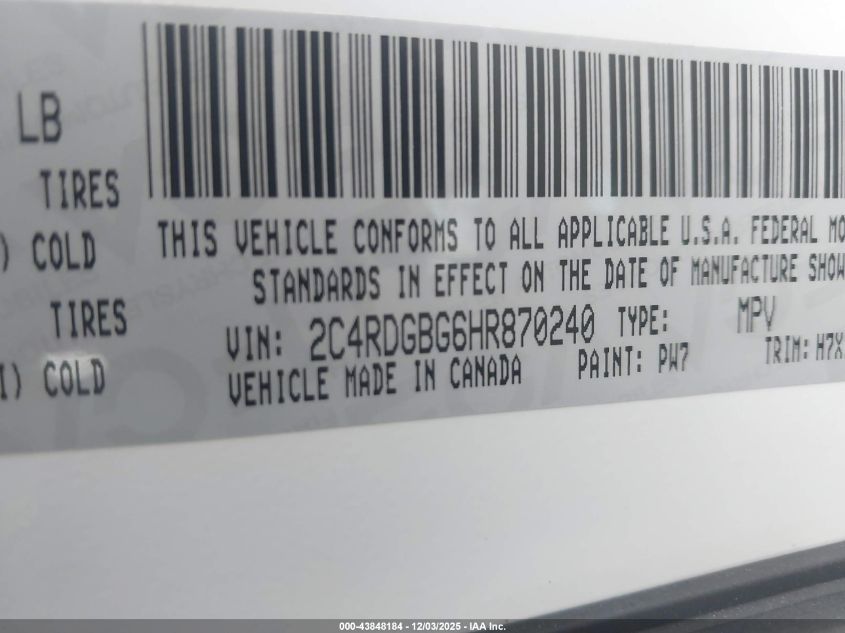 LB
TIRES
) COLD
TIRES
I) COLD
THIS VEHICLE CONFORMS TO ALL APPLICABLE U.S.A. FEDERAL MO
STANDARDS IN EFFECT ON THE DATE OF MANUFACTURE SHOW
VIN: 2C4RDGBG6HR870240 TYPE: MPV
VEHICLE MADE IN CANADA PAINT: PW7 TRIM: H7X
000-43848184 - 12/03/2025 - IAA Inc.